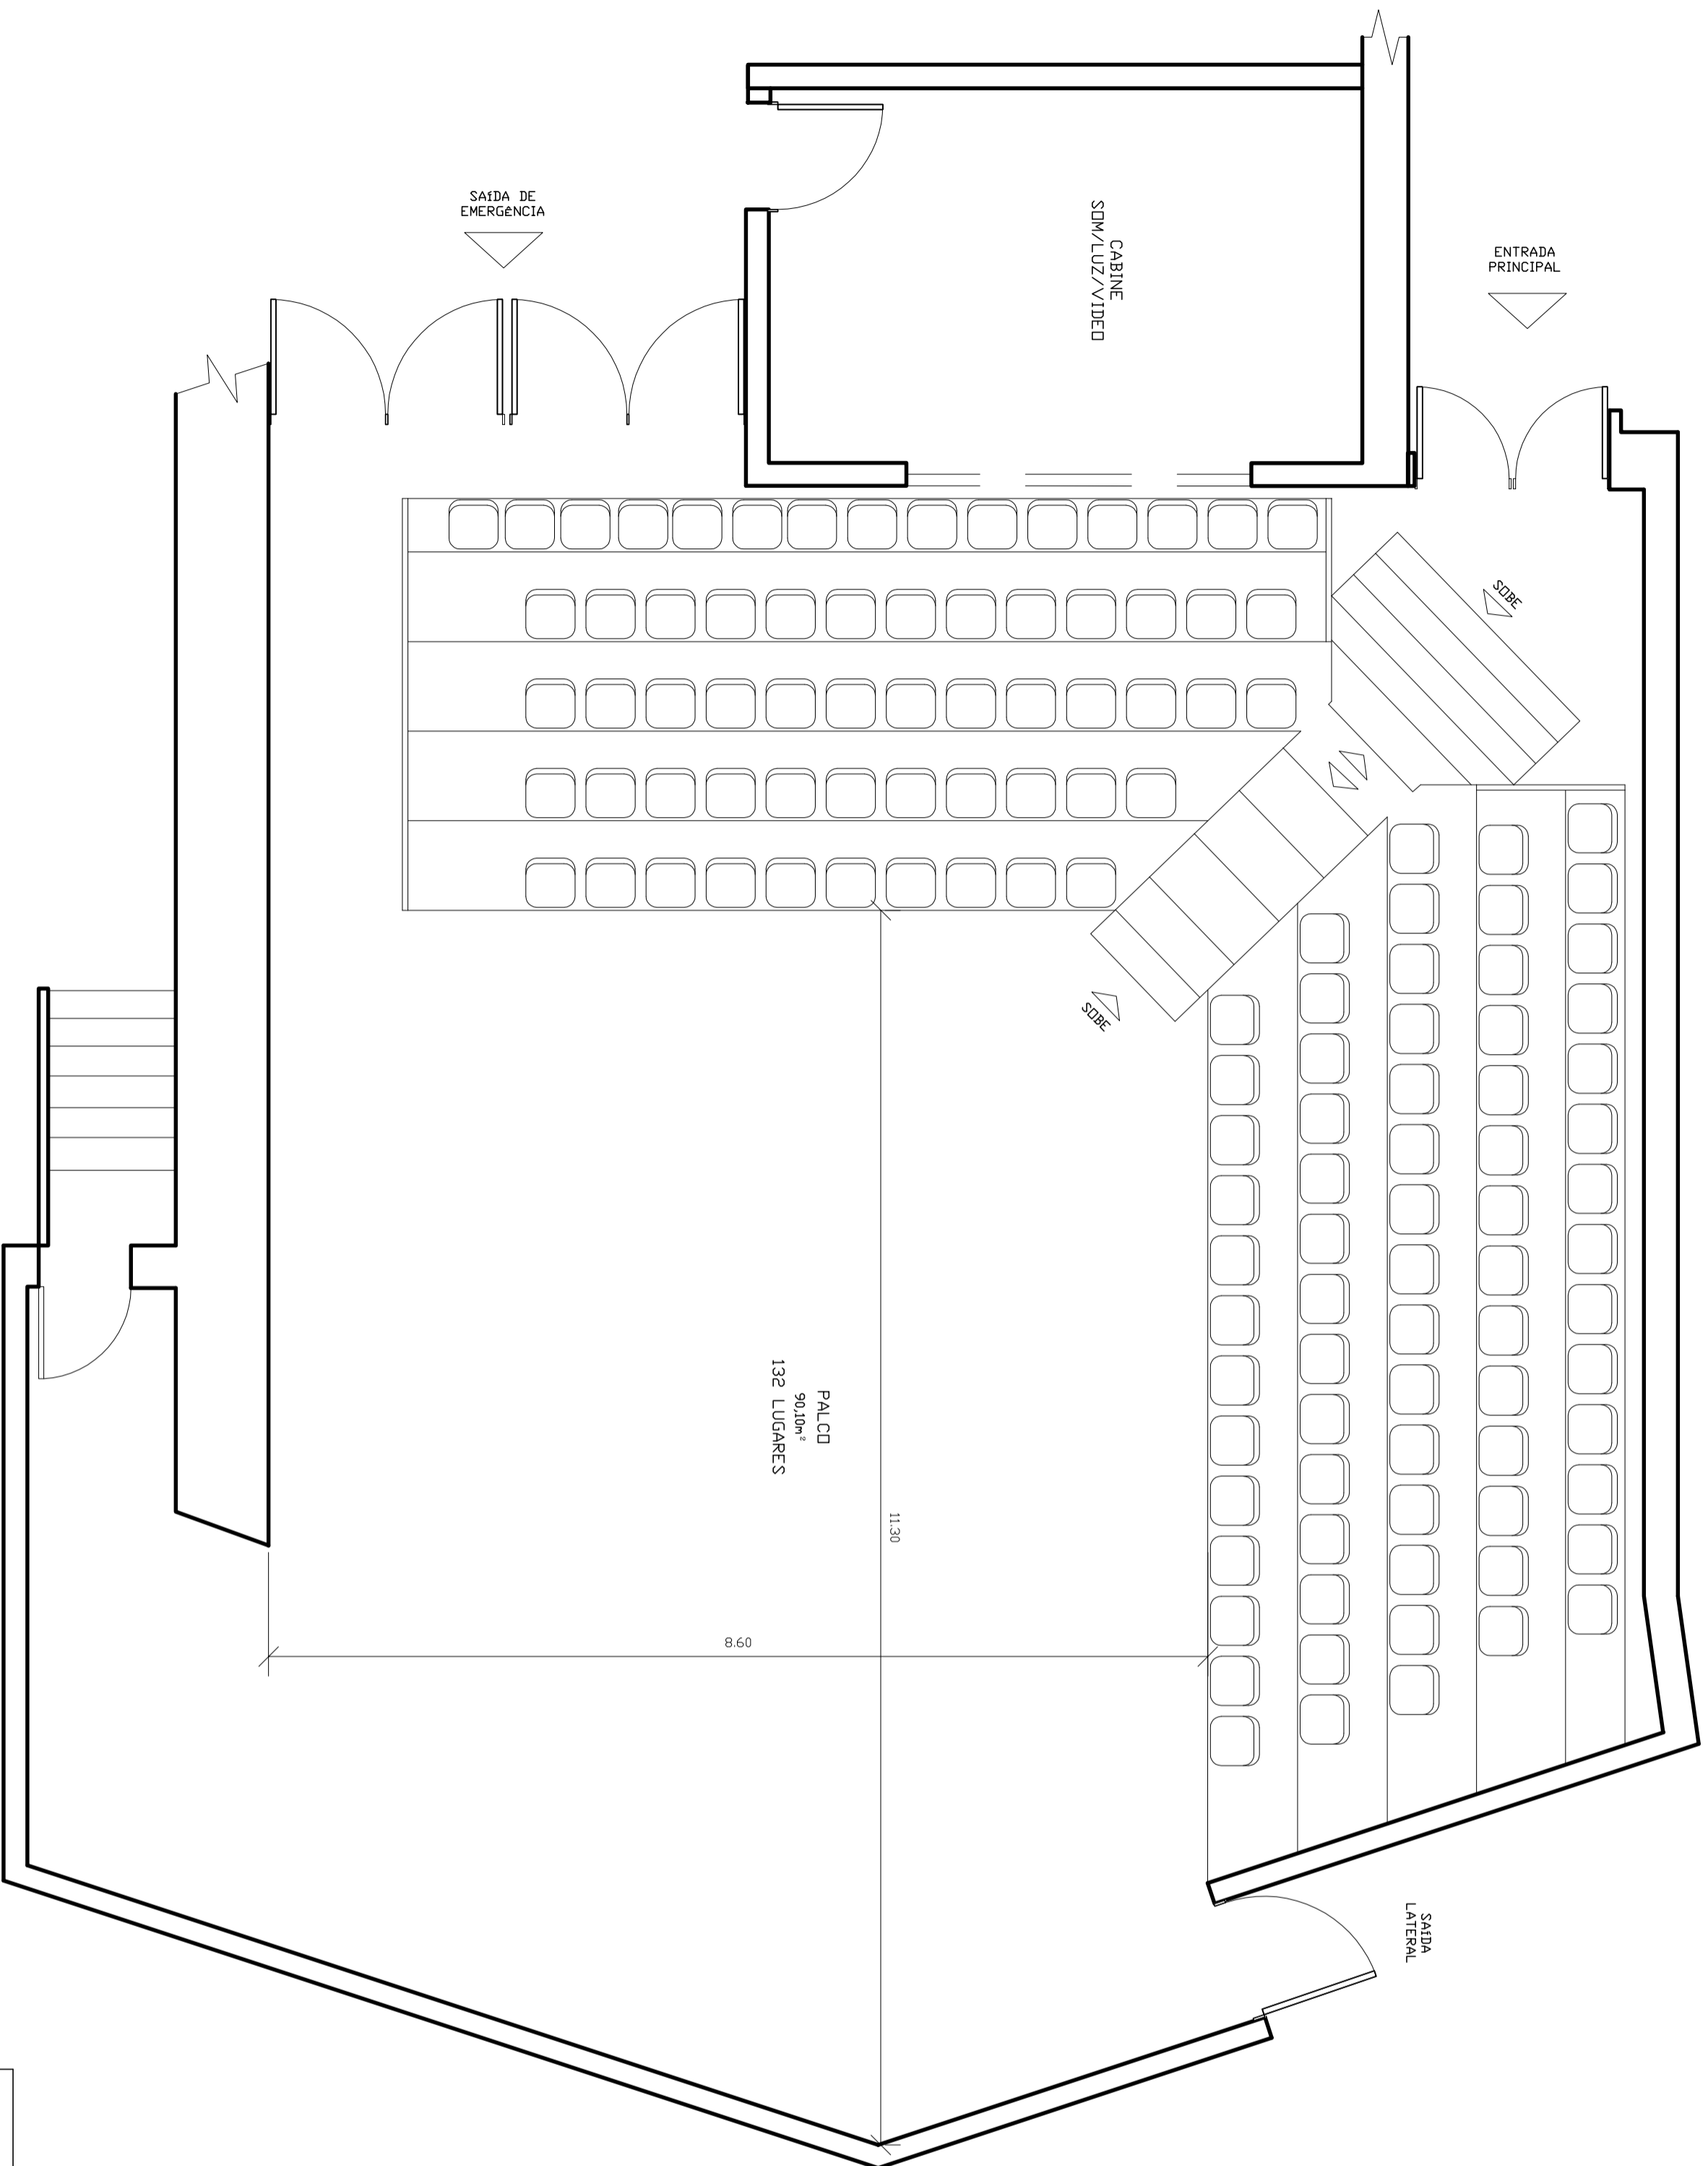 SAÍDA DE
EMERGÊNCIA
CABINE
SOM/LUZ/VIDEO
ENTRADA
PRINCIPAL
SOBE
SOBE
PALCO
90,10m²
132 LUGARES
11.30
8.60
SAÍDA
LATERAL